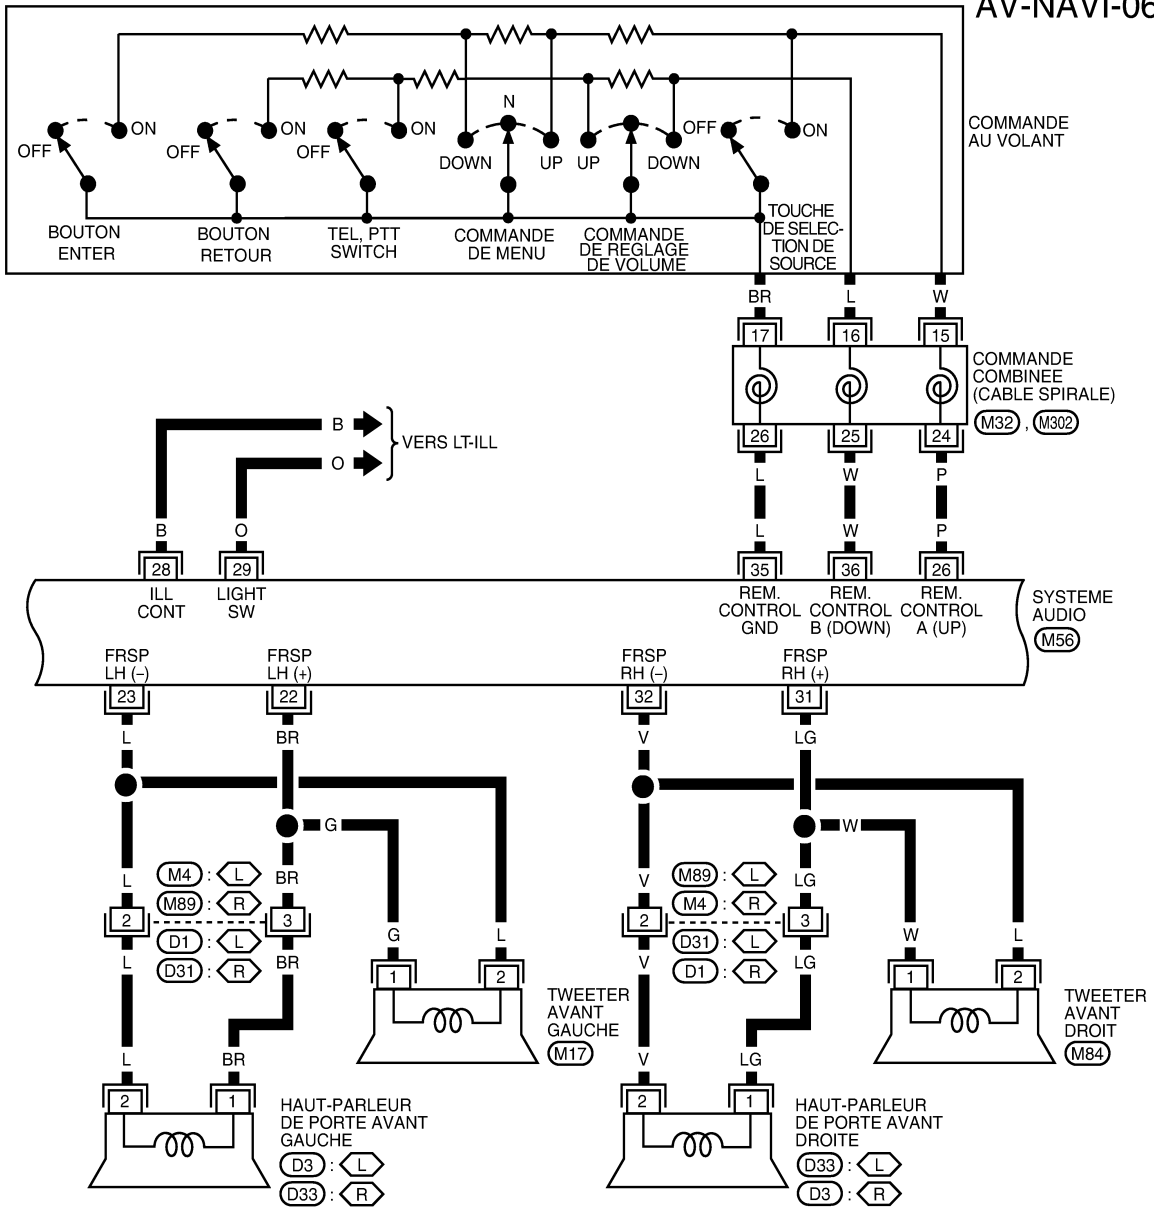 AV-NAVI-06
COMMANDE
AU VOLANT
ON
OFF
ON
OFF
ON
OFF
N
DOWN
UP
UP
DOWN
OFF
ON
BOUTON
ENTER
BOUTON
RETOUR
TEL, PTT
SWITCH
COMMANDE
DE MENU
COMMANDE
DE REGLAGE
DE VOLUME
TOUCHE
DE SELEC-
TION DE
SOURCE
BR L W
17 16 15
COMMANDE
COMBINEE
(CABLE SPIRALE)
M32 , M302
26 25 24
L W P
L W P
B
O
VERS LT-ILL
B O
28 29
35 36 26
ILL
CONT
LIGHT
SW
REM.
CONTROL
GND
REM.
CONTROL
B (DOWN)
REM.
CONTROL
A (UP)
SYSTEME
AUDIO
M56
FRSP
LH (–)
FRSP
LH (+)
FRSP
RH (–)
FRSP
RH (+)
23 22 32 31
L BR V LG
G W
L BR V LG
M4 : L
M89 : R
M89 : L
M4 : R
2 3 2 3
D1 : L
D31 : R
D31 : L
D1 : R
L BR V LG
G L W L
1 2 1 2
TWEETER
AVANT
GAUCHE
M17
TWEETER
AVANT
DROIT
M84
L BR V LG
2 1 2 1
HAUT-PARLEUR
DE PORTE AVANT
GAUCHE
D3 : L
D33 : R
HAUT-PARLEUR
DE PORTE AVANT
DROITE
D33 : L
D3 : R